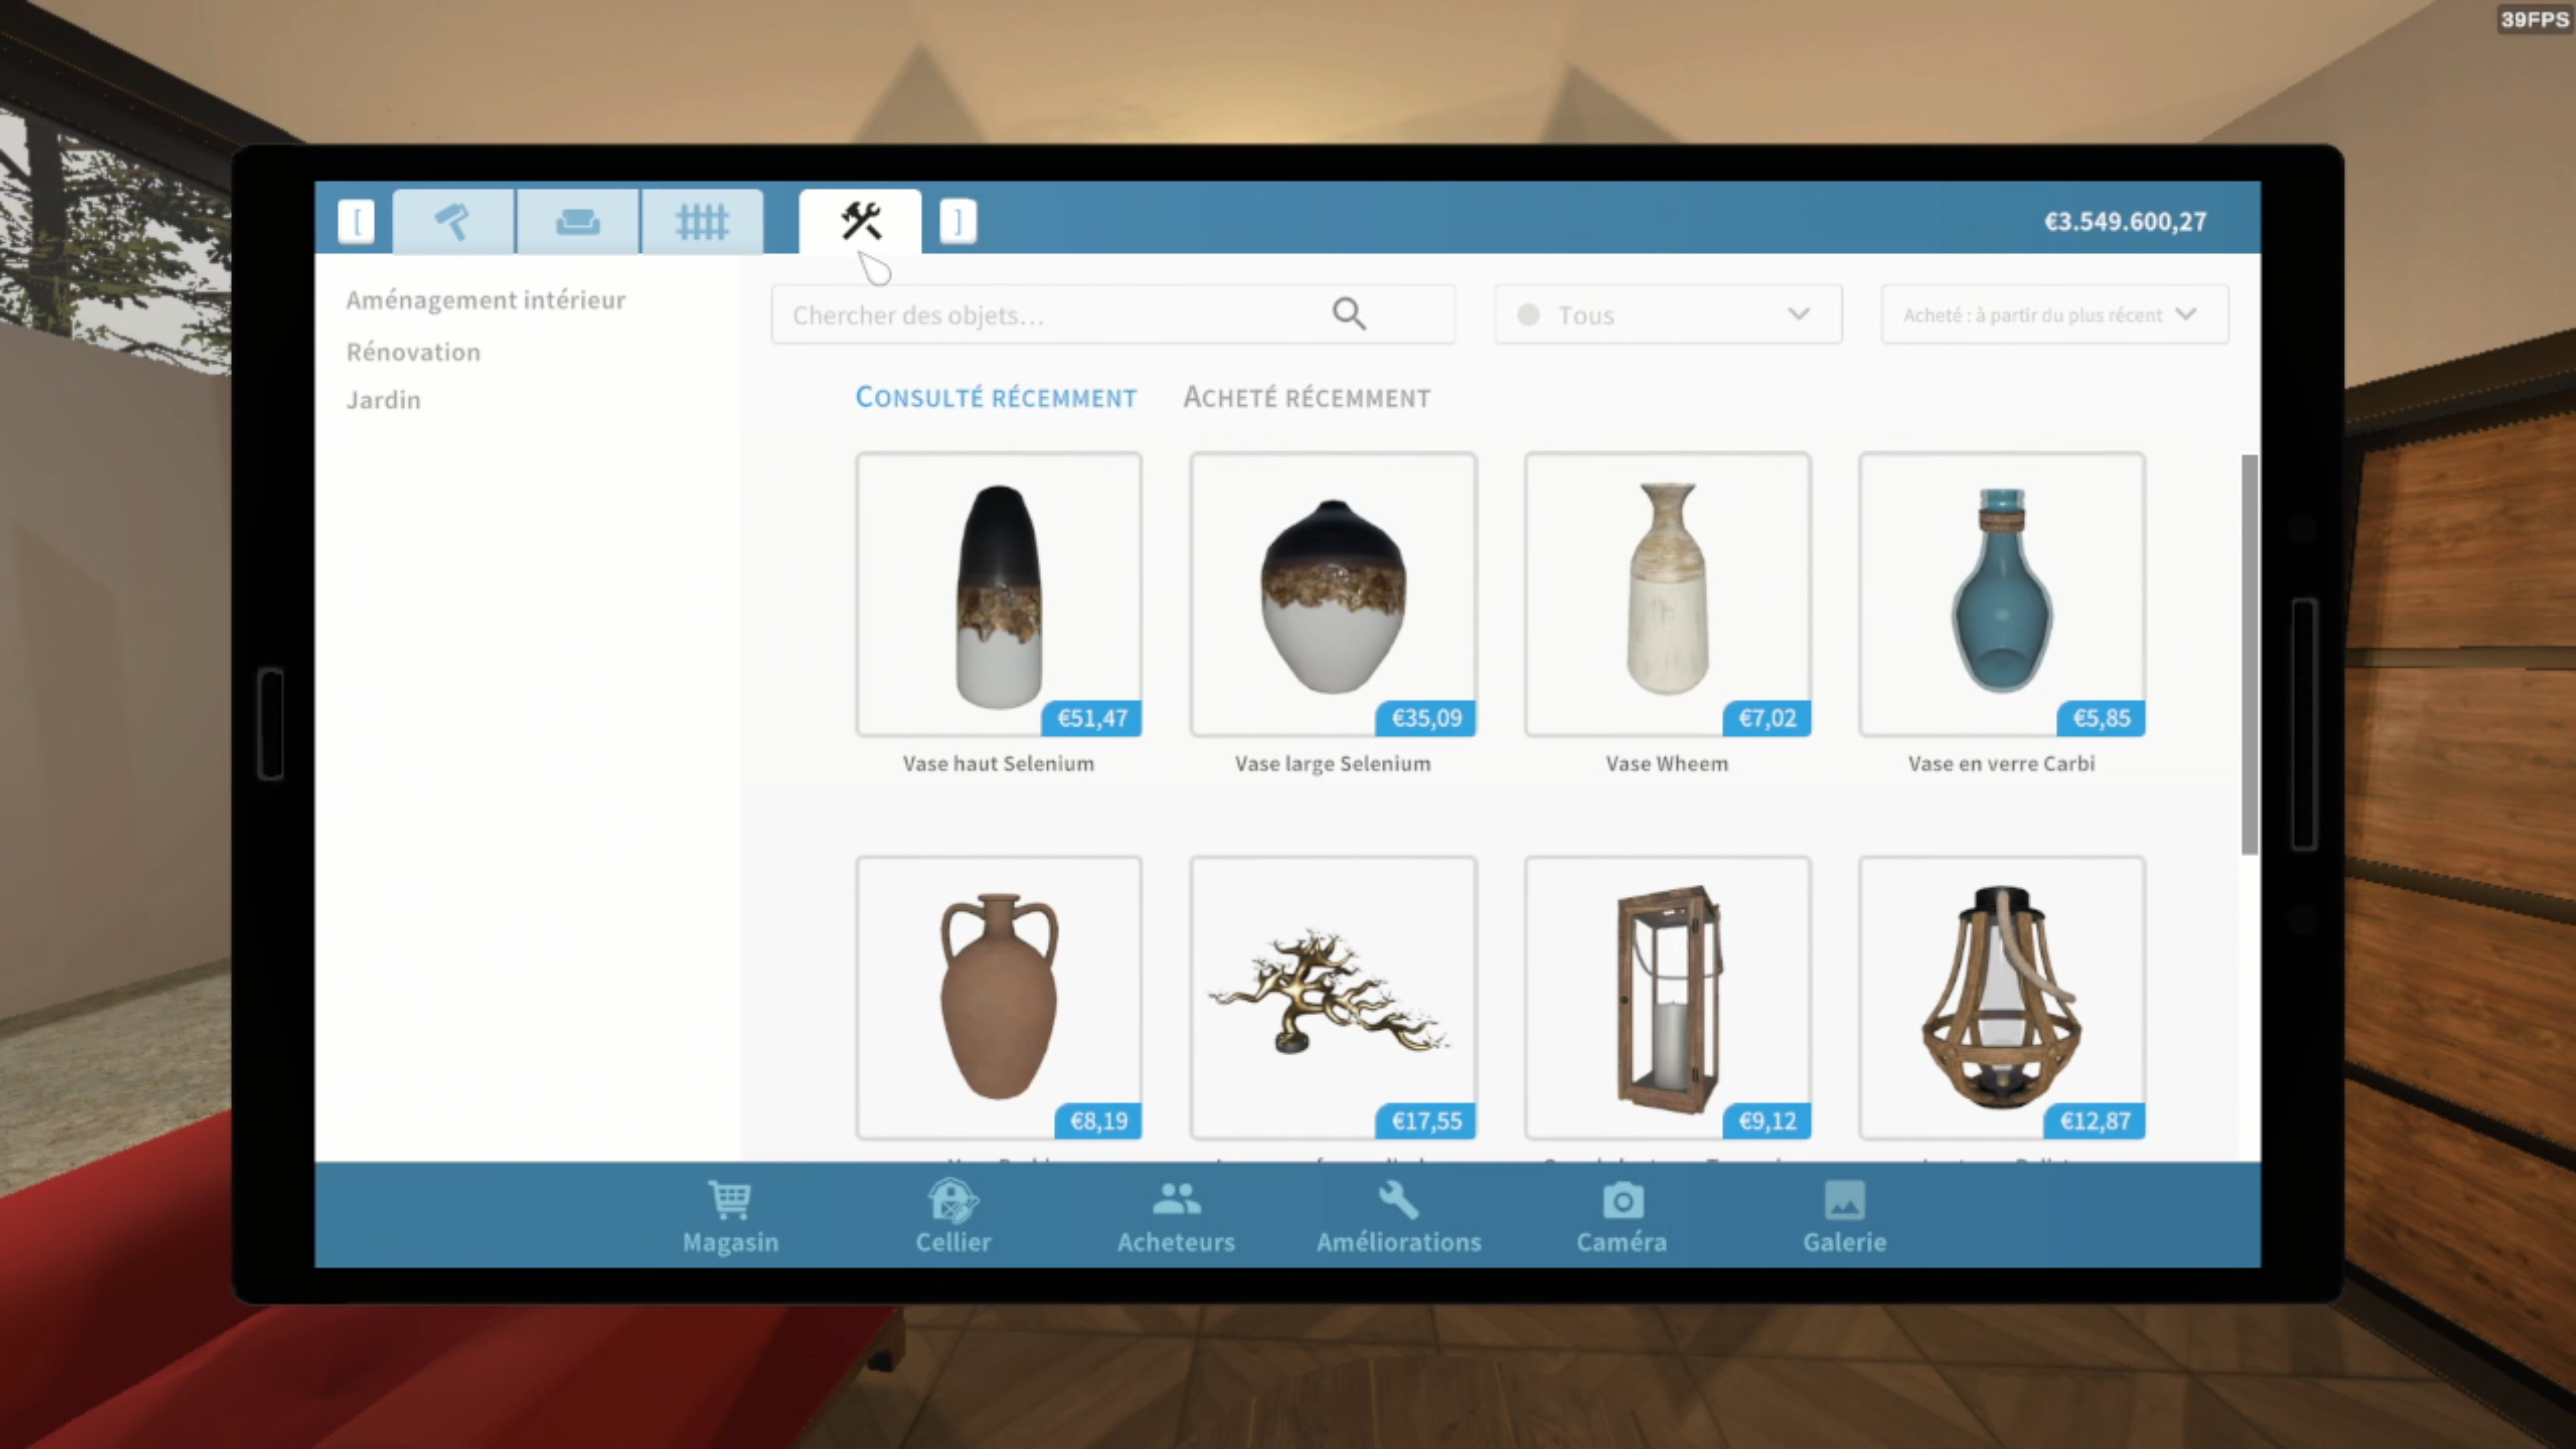 39FPS
[
]
€3.549.600,27
Aménagement intérieur
Rénovation
Jardin
Chercher des objets...
Tous
Acheté : à partir du plus récent
CONSULTÉ RÉCEMMENT
ACHETÉ RÉCEMMENT
€51,47
€35,09
€7,02
€5,85
Vase haut Selenium
Vase large Selenium
Vase Wheem
Vase en verre Carbi
€8,19
€17,55
€9,12
€12,87
Magasin
Cellier
Acheteurs
Améliorations
Caméra
Galerie